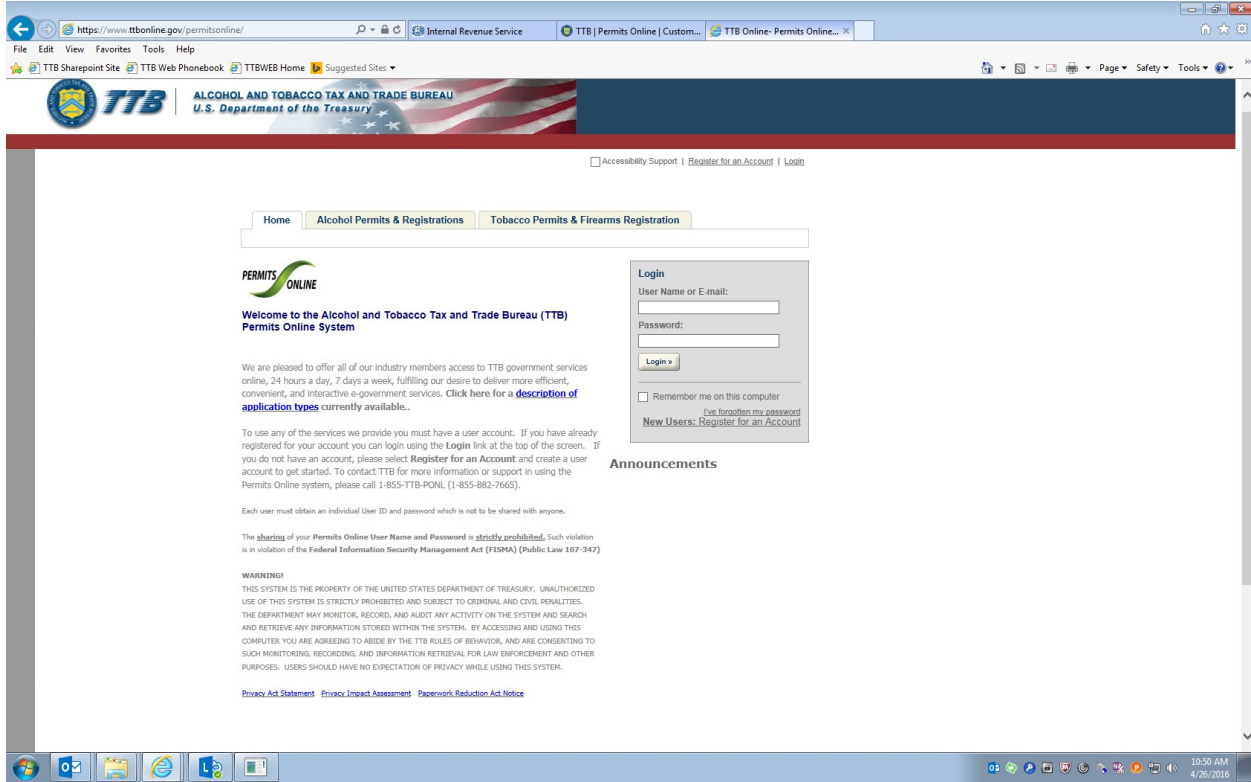 https://www.ttbonline.gov/permitsonline/
Internal Revenue Service
TTB | Permits Online | Custom...
TTB Online- Permits Online...
File Edit View Favorites Tools Help
TTB Sharepoint Site TTB Web Phonebook TTBWEB Home Suggested Sites
Page Safety Tools
TTB
ALCOHOL AND TOBACCO TAX AND TRADE BUREAU
U.S. Department of the Treasury
Accessibility Support | Register for an Account | Login
Home Alcohol Permits & Registrations Tobacco Permits & Firearms Registration
PERMITS ONLINE
Welcome to the Alcohol and Tobacco Tax and Trade Bureau (TTB)
Permits Online System
We are pleased to offer all of our industry members access to TTB government services
online, 24 hours a day, 7 days a week, fulfilling our desire to deliver more efficient,
convenient, and interactive e-government services. Click here for a description of
application types currently available..
To use any of the services we provide you must have a user account. If you have already
registered for your account you can login using the Login link at the top of the screen. If
you do not have an account, please select Register for an Account and create a user
account to get started. To contact TTB for more information or support in using the
Permits Online system, please call 1-855-TTB-PONL (1-855-882-7665).
Each user must obtain an individual User ID and password which is not to be shared with anyone.
The sharing of your Permits Online User Name and Password is strictly prohibited. Such violation
is in violation of the Federal Information Security Management Act (FISMA) (Public Law 107-347)
WARNING!
THIS SYSTEM IS THE PROPERTY OF THE UNITED STATES DEPARTMENT OF TREASURY. UNAUTHORIZED
USE OF THIS SYSTEM IS STRICTLY PROHIBITED AND SUBJECT TO CRIMINAL AND CIVIL PENALITIES.
THE DEPARTMENT MAY MONITOR, RECORD, AND AUDIT ANY ACTIVITY ON THE SYSTEM AND SEARCH
AND RETRIEVE ANY INFORMATION STORED WITHIN THE SYSTEM. BY ACCESSING AND USING THIS
COMPUTER YOU ARE AGREEING TO ABIDE BY THE TTB RULES OF BEHAVIOR, AND ARE CONSENTING TO
SUCH MONITORING, RECORDING, AND INFORMATION RETRIEVAL FOR LAW ENFORCEMENT AND OTHER
PURPOSES. USERS SHOULD HAVE NO EXPECTATION OF PRIVACY WHILE USING THIS SYSTEM.
Privacy Act Statement Privacy Impact Assessment Paperwork Reduction Act Notice
Login
User Name or E-mail:
Password:
Login »
Remember me on this computer
I've forgotten my password
New Users: Register for an Account
Announcements
10:50 AM
4/26/2016